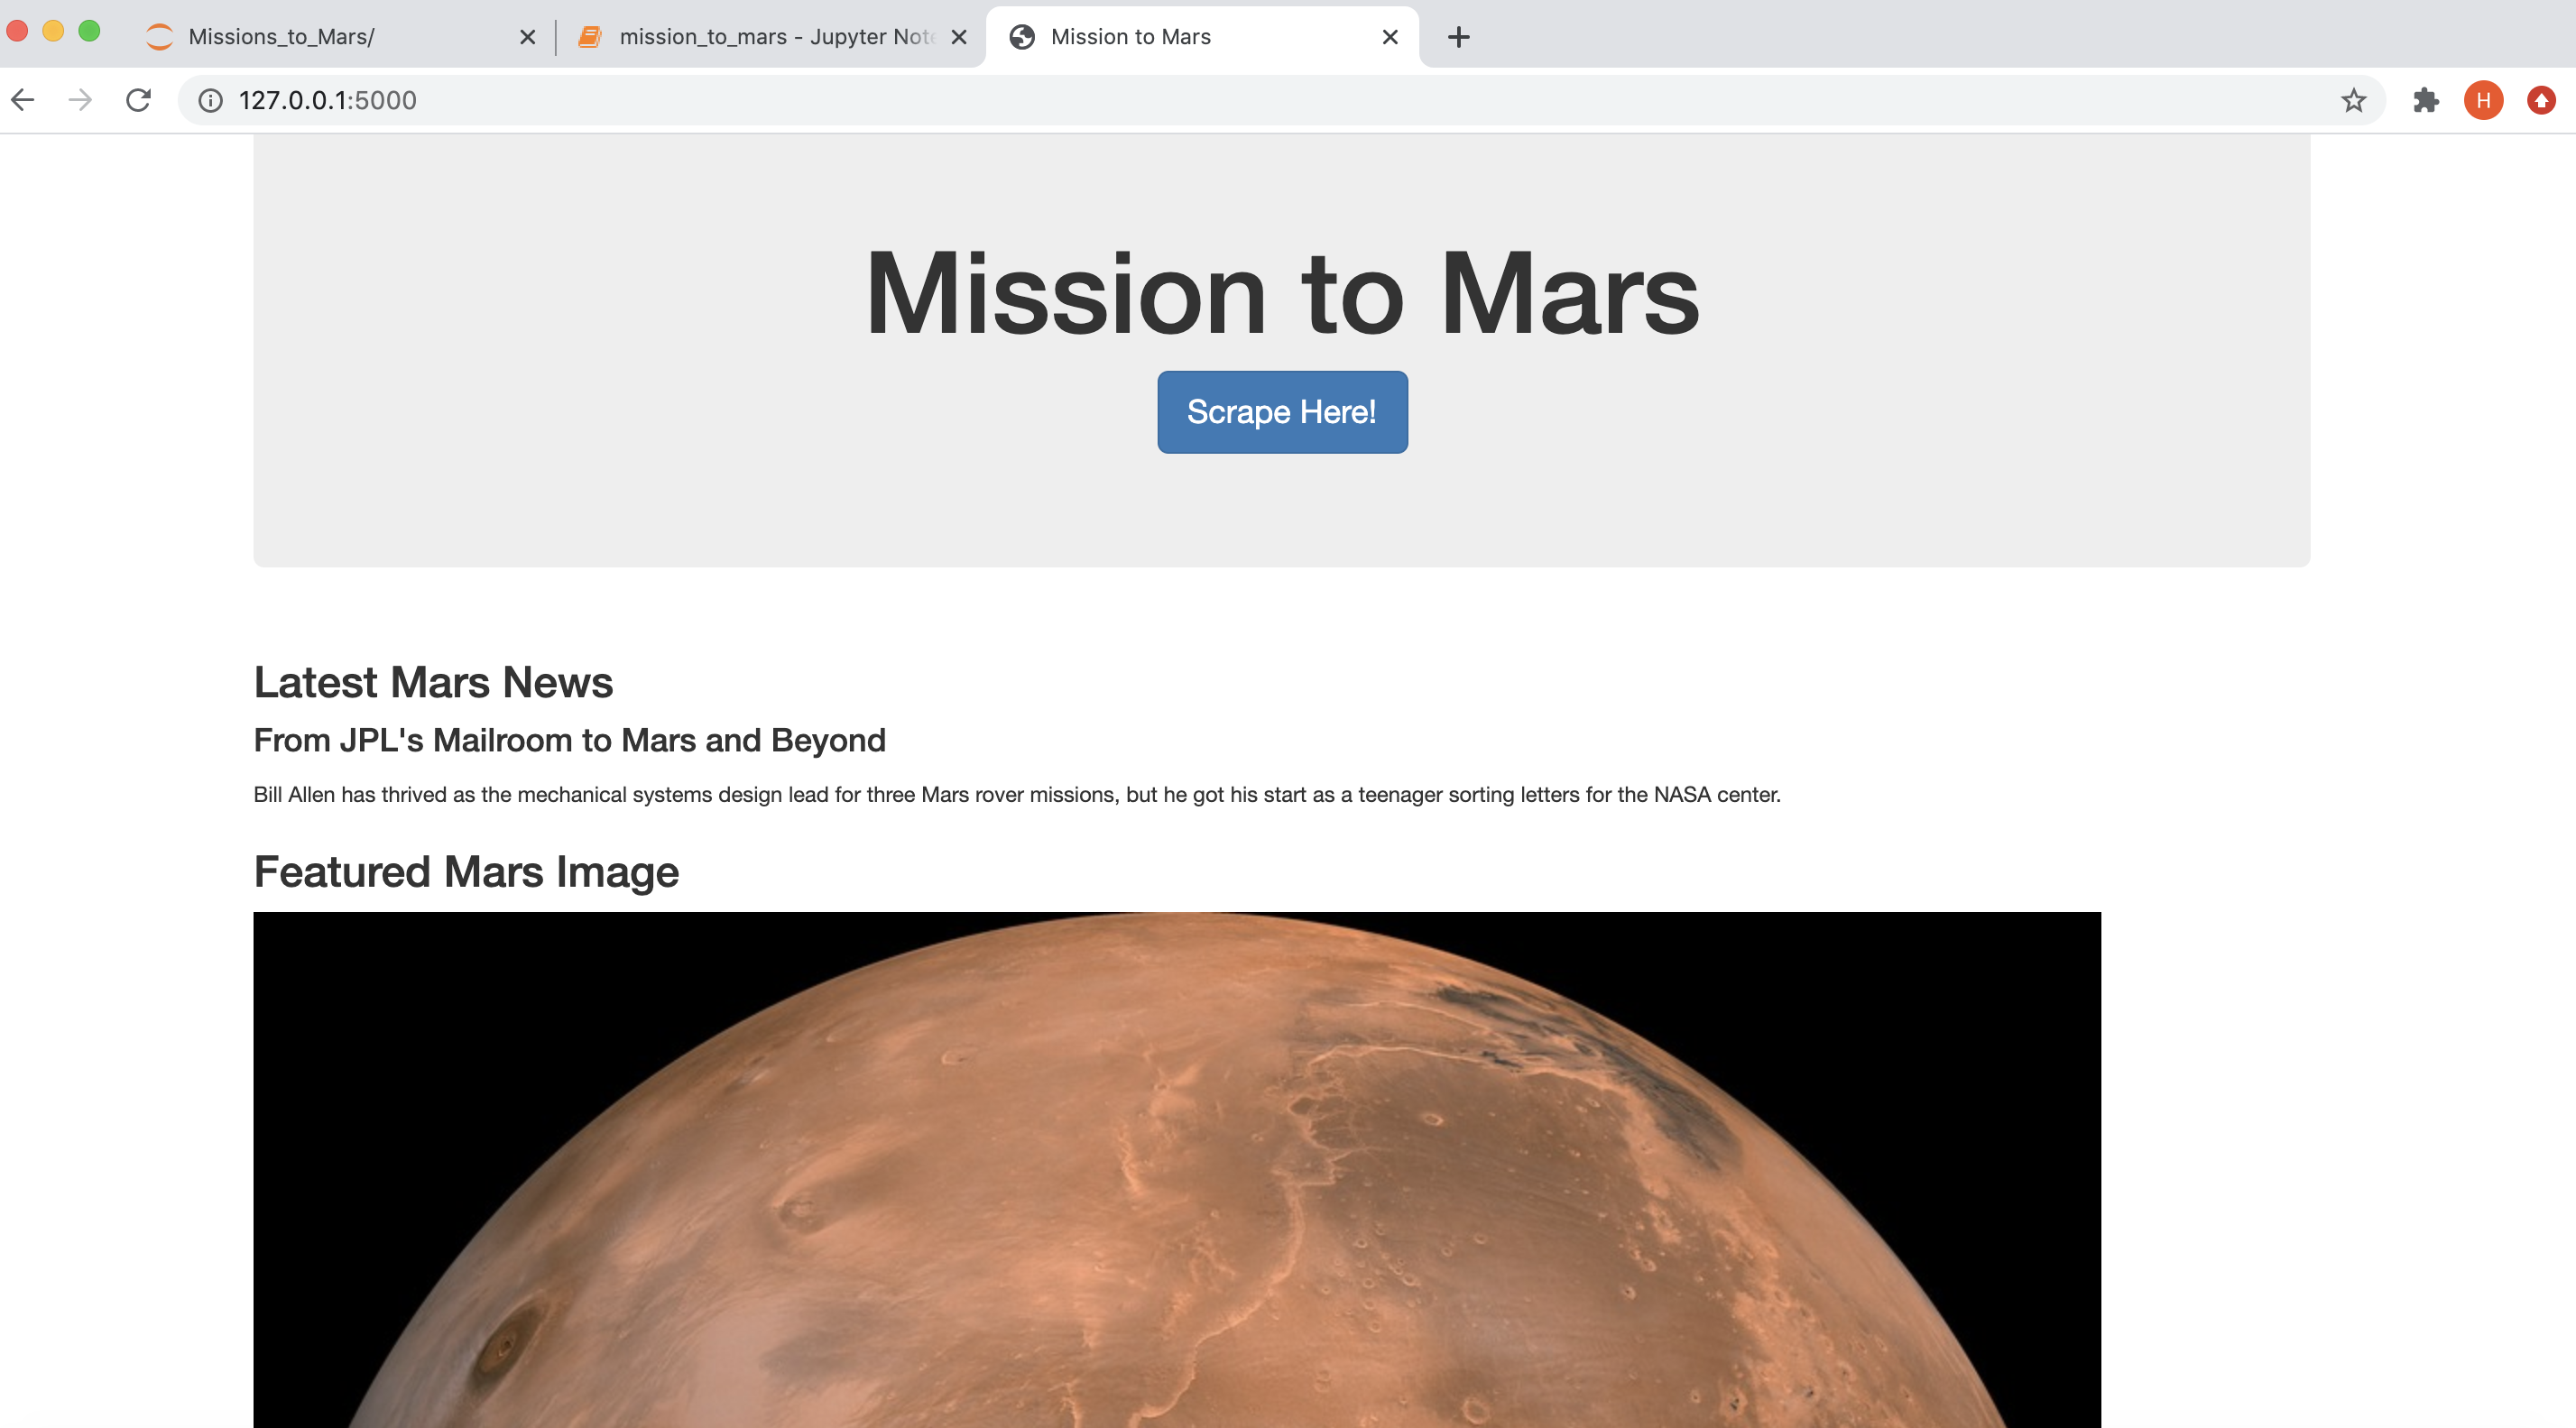 Missions_to_Mars/
mission_to_mars - Jupyter Note
Mission to Mars
127.0.0.1:5000
H
Mission to Mars
Scrape Here!
Latest Mars News
From JPL's Mailroom to Mars and Beyond
Bill Allen has thrived as the mechanical systems design lead for three Mars rover missions, but he got his start as a teenager sorting letters for the NASA center.
Featured Mars Image